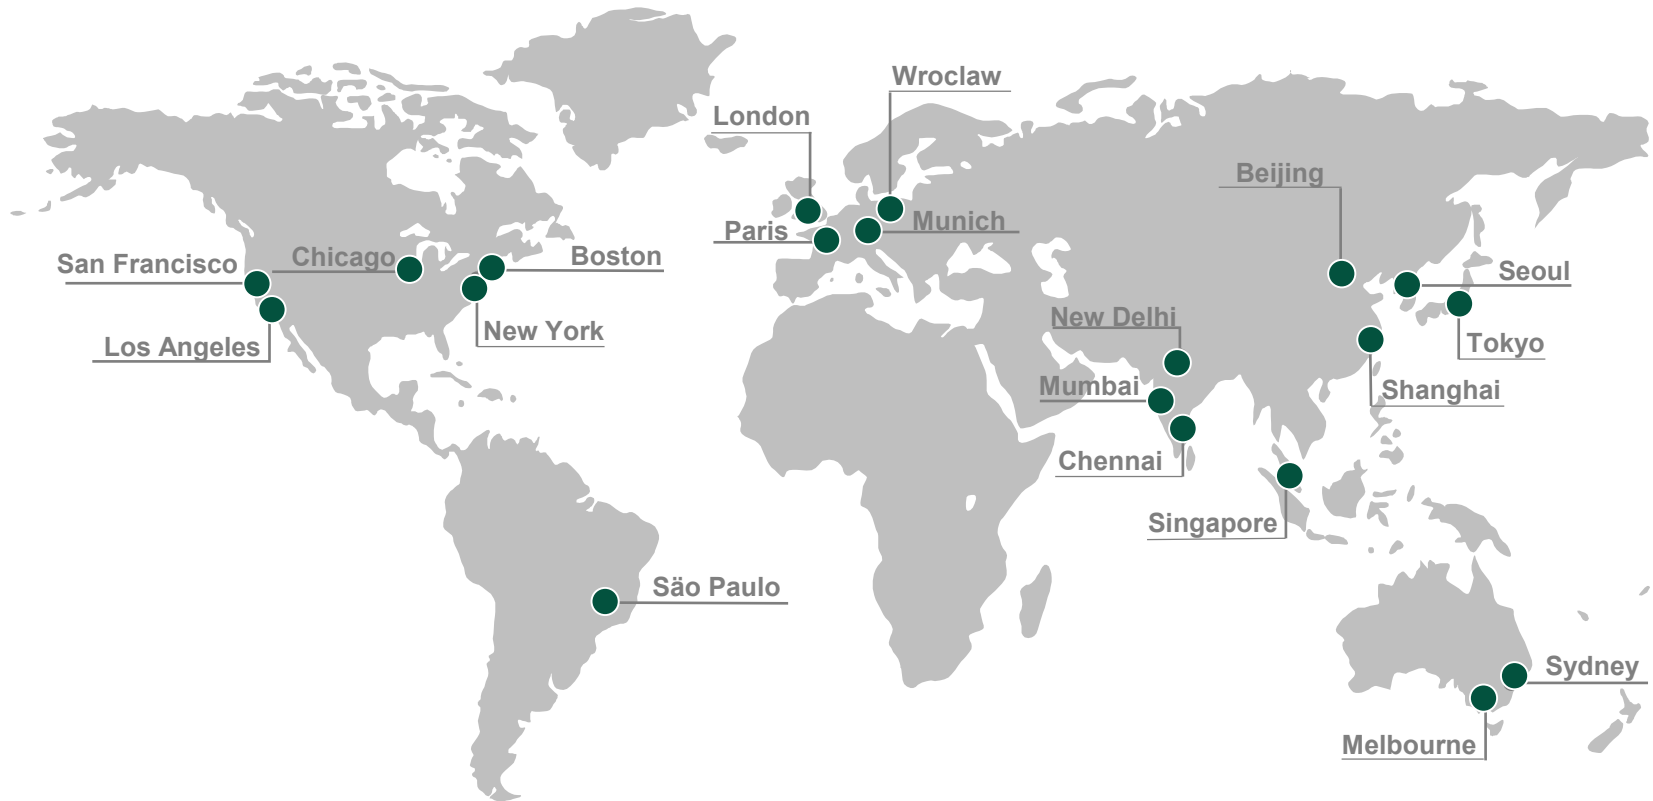 Wroclaw
London
Beijing
Paris
Munich
San Francisco
Chicago
Boston
Seoul
New Delhi
New York
Los Angeles
Tokyo
Mumbai
Shanghai
Chennai
Singapore
Säo Paulo
Sydney
Melbourne